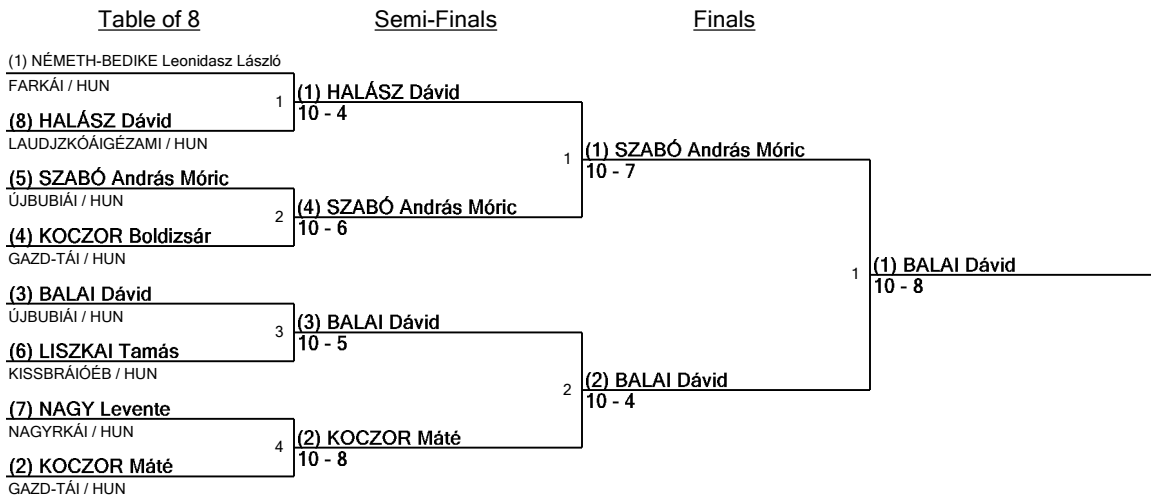 Table of 8
Semi-Finals
Finals
(1) NÉMETH-BEDIKE Leonidasz László
FARKÁI / HUN
1
(8) HALÁSZ Dávid
LAUDJZKÓÁIGÉZAMI / HUN
(5) SZABÓ András Móric
ÚJBUBIÁI / HUN
2
(4) KOCZOR Boldizsár
GAZD-TÁI / HUN
(3) BALAI Dávid
ÚJBUBIÁI / HUN
3
(6) LISZKAI Tamás
KISSBRÁIÓÉB / HUN
(7) NAGY Levente
NAGYRKÁI / HUN
4
(2) KOCZOR Máté
GAZD-TÁI / HUN
(1) HALÁSZ Dávid
10 - 4
1
(4) SZABÓ András Móric
10 - 6
(3) BALAI Dávid
10 - 5
2
(2) KOCZOR Máté
10 - 8
(1) SZABÓ András Móric
10 - 7
1
(2) BALAI Dávid
10 - 4
(1) BALAI Dávid
10 - 8